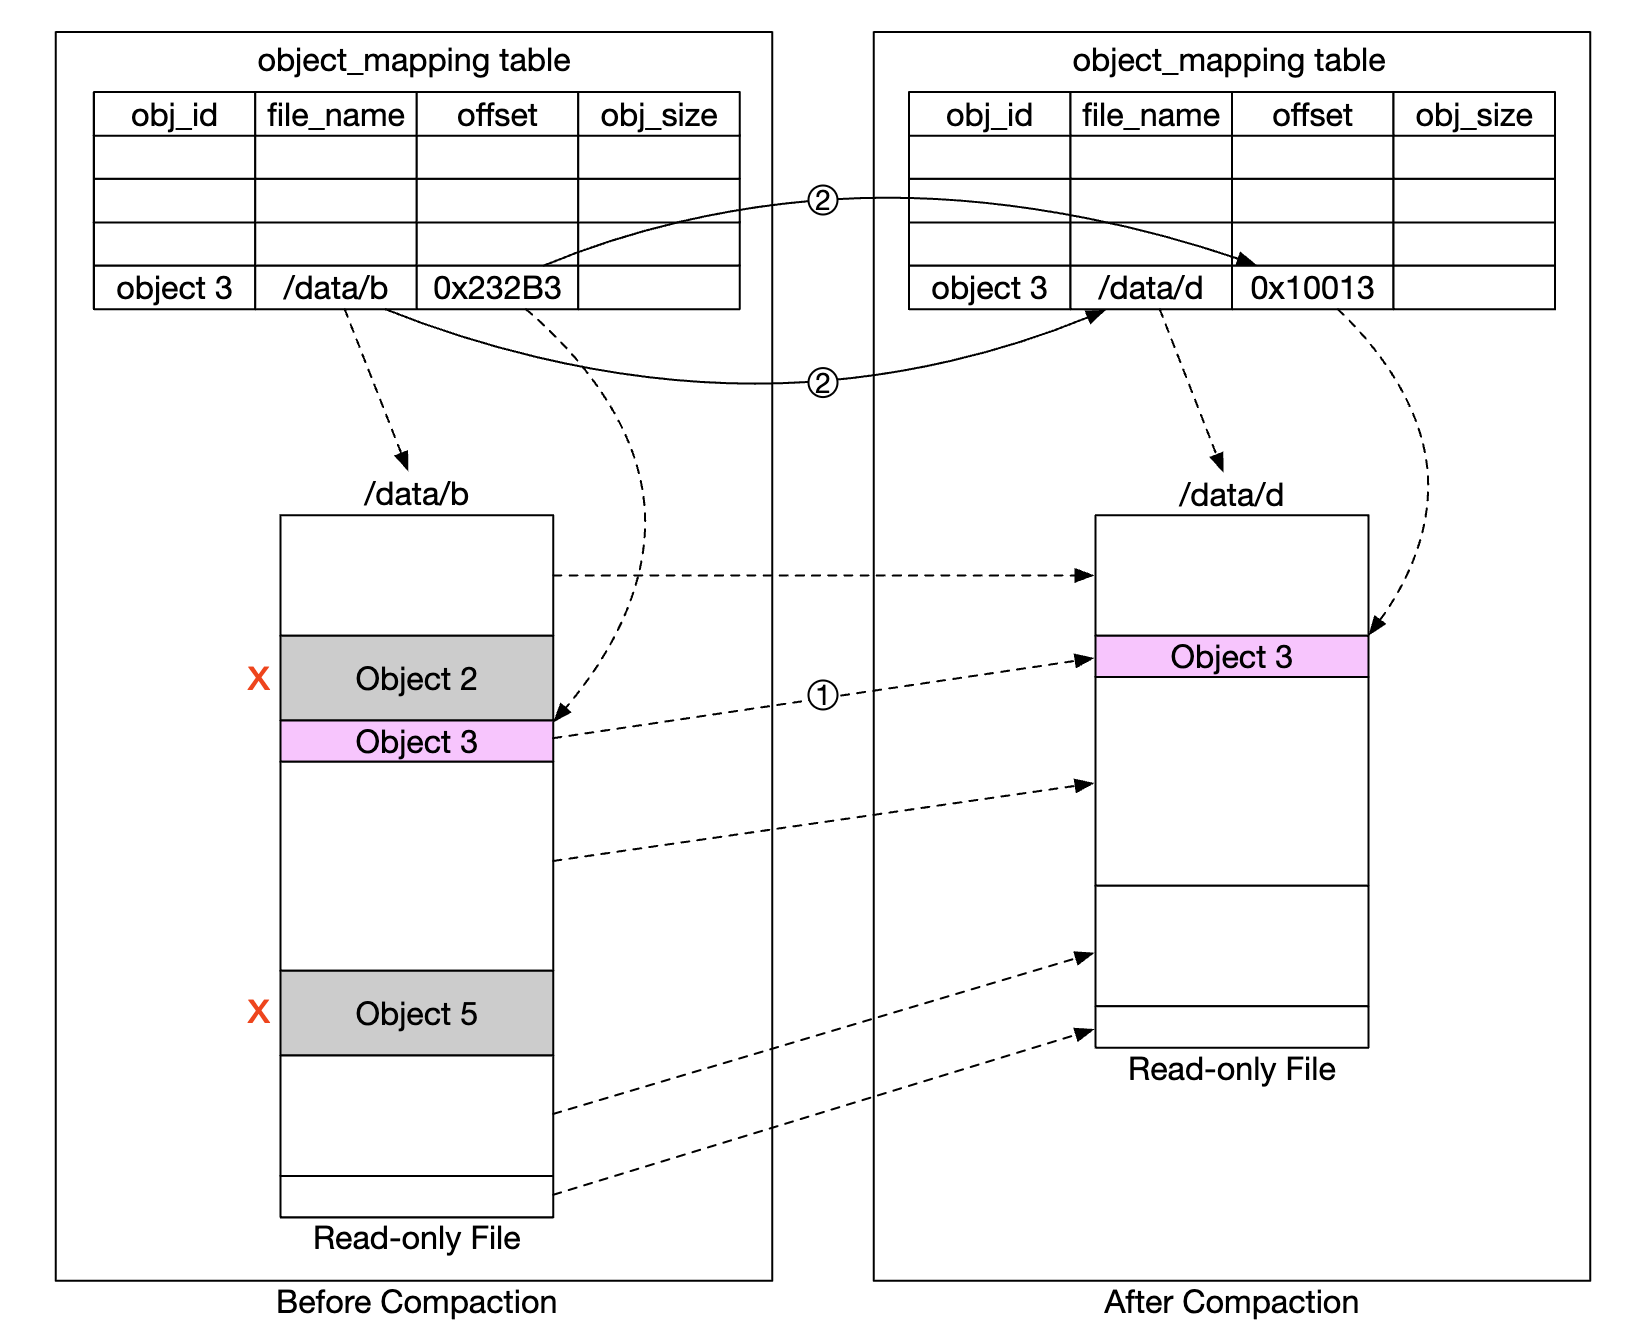 object_mapping table
obj_id file_name offset obj_size
object 3 /data/b 0x232B3
/data/b
Object 2
X
Object 3
Object 5
X
Read-only File
Before Compaction
2
2
1
object_mapping table
obj_id file_name offset obj_size
object 3 /data/d 0x10013
/data/d
Object 3
Read-only File
After Compaction